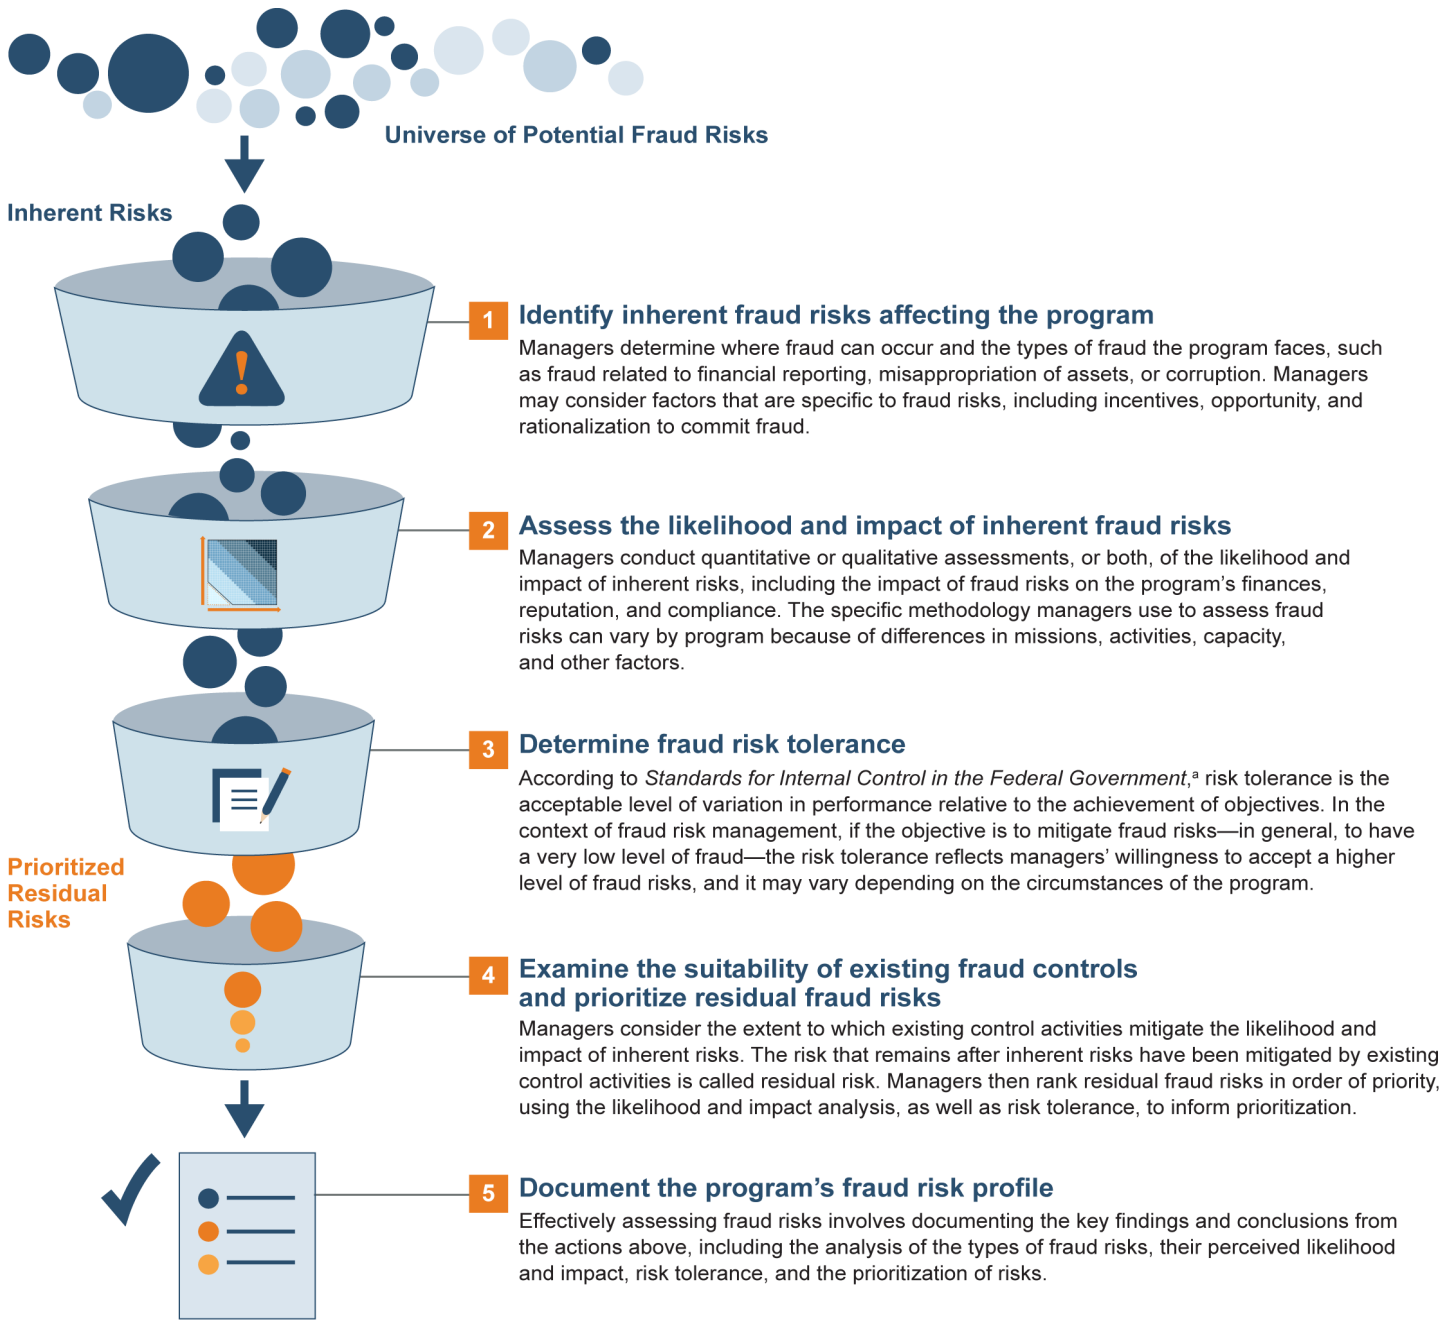 Universe of Potential Fraud Risks
Inherent Risks
1
Identify inherent fraud risks affecting the program
Managers determine where fraud can occur and the types of fraud the program faces, such
as fraud related to financial reporting, misappropriation of assets, or corruption. Managers
may consider factors that are specific to fraud risks, including incentives, opportunity, and
rationalization to commit fraud.
2
Assess the likelihood and impact of inherent fraud risks
Managers conduct quantitative or qualitative assessments, or both, of the likelihood and
impact of inherent risks, including the impact of fraud risks on the program's finances,
reputation, and compliance. The specific methodology managers use to assess fraud
risks can vary by program because of differences in missions, activities, capacity,
and other factors.
3
Determine fraud risk tolerance
According to Standards for Internal Control in the Federal Government,ᵃ risk tolerance is the
acceptable level of variation in performance relative to the achievement of objectives. In the
context of fraud risk management, if the objective is to mitigate fraud risks—in general, to have
a very low level of fraud—the risk tolerance reflects managers' willingness to accept a higher
level of fraud risks, and it may vary depending on the circumstances of the program.
Prioritized
Residual
Risks
4
Examine the suitability of existing fraud controls
and prioritize residual fraud risks
Managers consider the extent to which existing control activities mitigate the likelihood and
impact of inherent risks. The risk that remains after inherent risks have been mitigated by existing
control activities is called residual risk. Managers then rank residual fraud risks in order of priority,
using the likelihood and impact analysis, as well as risk tolerance, to inform prioritization.
5
Document the program's fraud risk profile
Effectively assessing fraud risks involves documenting the key findings and conclusions from
the actions above, including the analysis of the types of fraud risks, their perceived likelihood
and impact, risk tolerance, and the prioritization of risks.